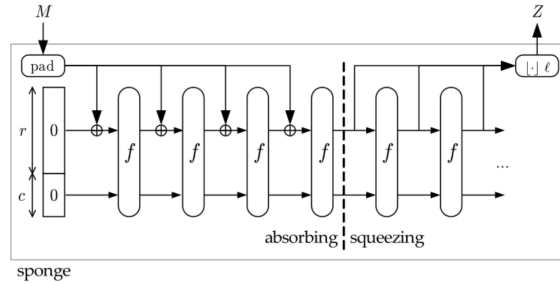 M Z
pad ⌊·⌋ ℓ
r 0 ⊕ f ⊕ f ⊕ f ⊕ f f f
c 0 ...
absorbing squeezing
sponge